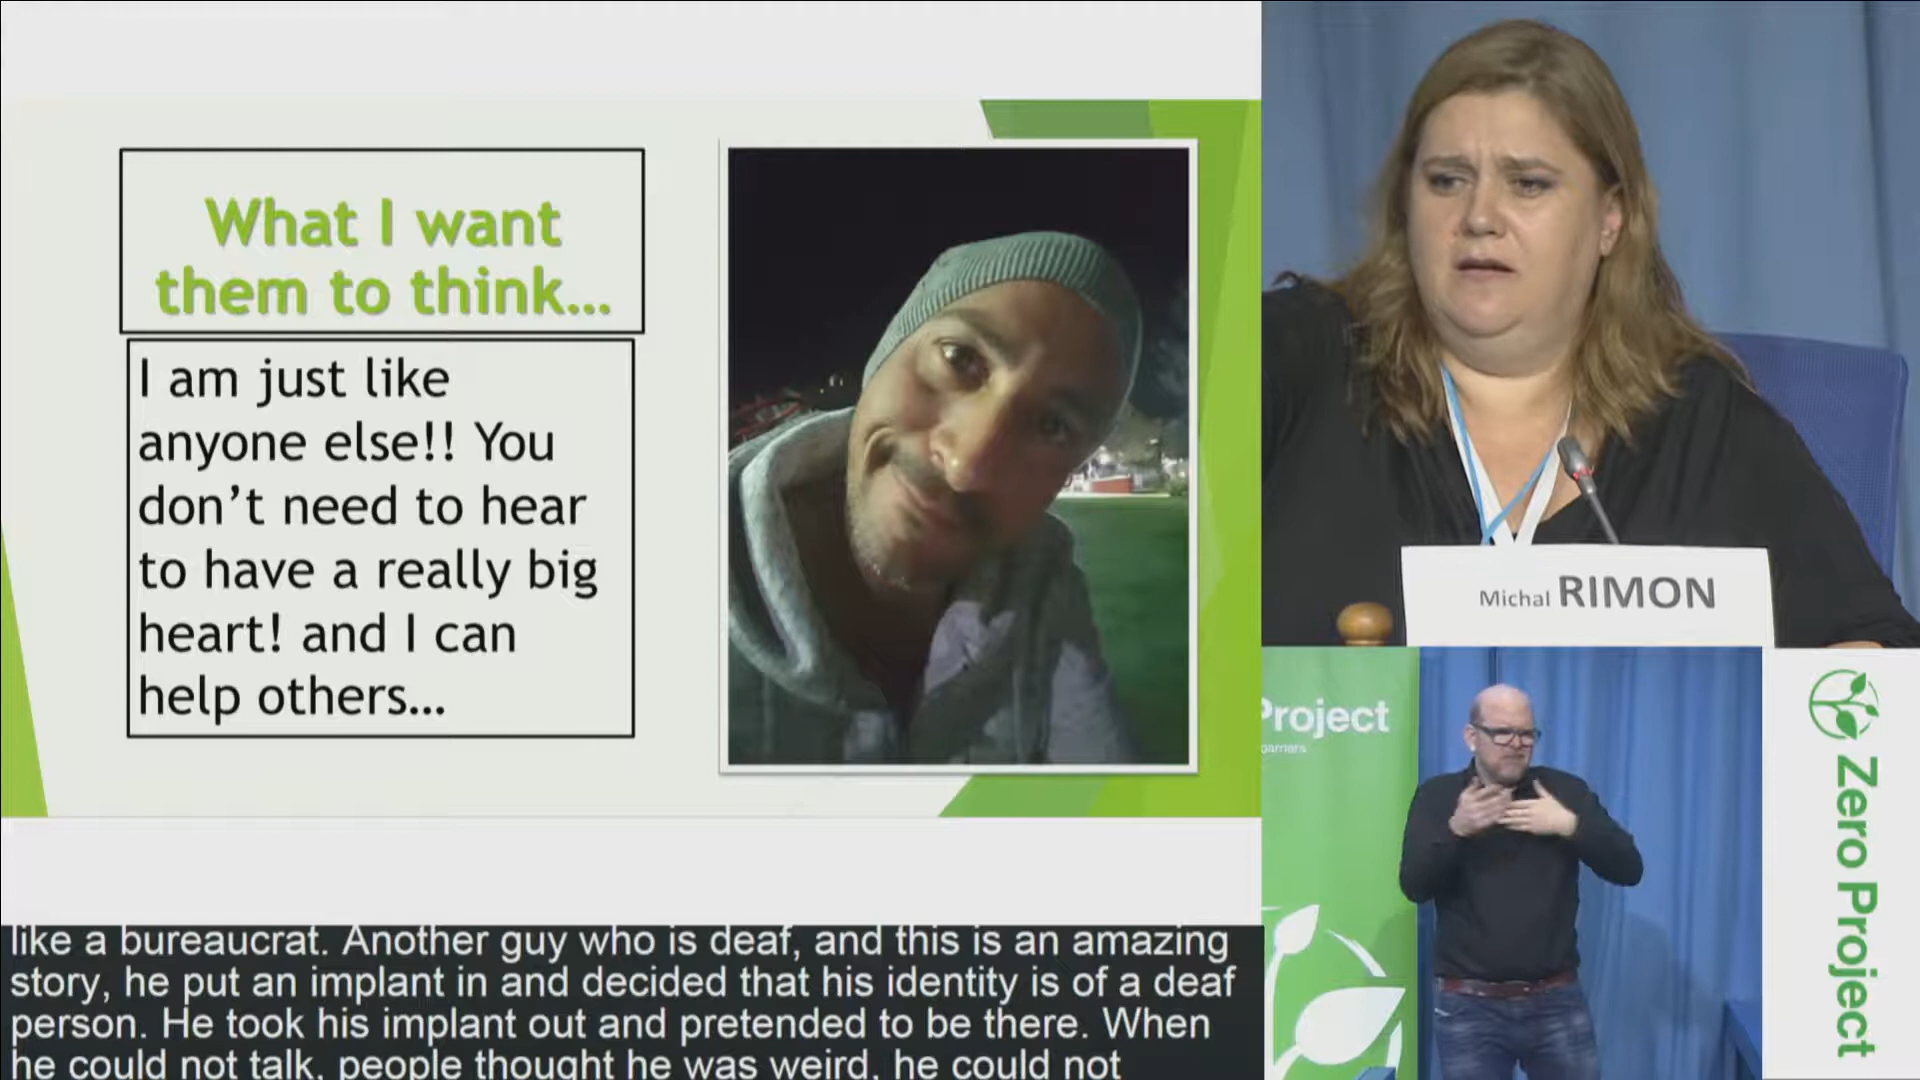 What I want
them to think...
I am just like
anyone else!! You
don't need to hear
to have a really big
heart! and I can
help others...
Michal RIMON
Project
Zero Project
like a bureaucrat. Another guy who is deaf, and this is an amazing
story, he put an implant in and decided that his identity is of a deaf
person. He took his implant out and pretended to be there. When
he could not talk, people thought he was weird, he could not